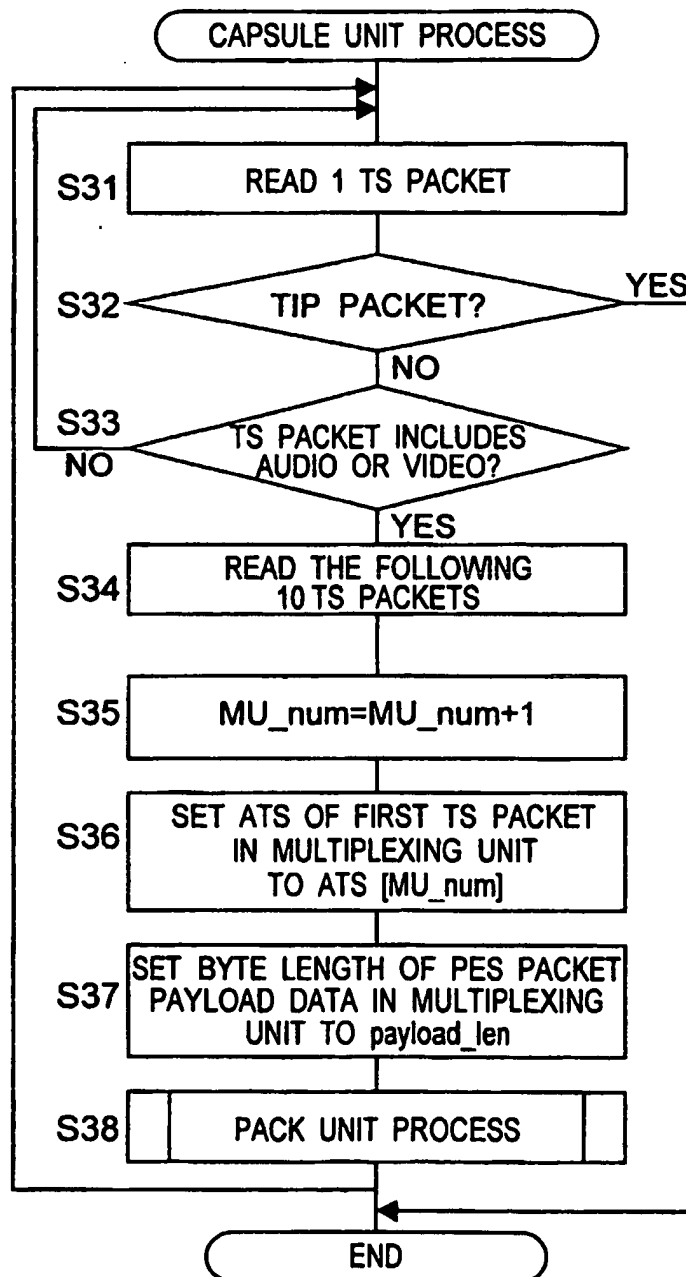 CAPSULE UNIT PROCESS
S31
READ 1 TS PACKET
S32
TIP PACKET?
YES
NO
S33
NO
TS PACKET INCLUDES
AUDIO OR VIDEO?
YES
S34
READ THE FOLLOWING
10 TS PACKETS
S35
MU_num=MU_num+1
S36
SET ATS OF FIRST TS PACKET
IN MULTIPLEXING UNIT
TO ATS [MU_num]
S37
SET BYTE LENGTH OF PES PACKET
PAYLOAD DATA IN MULTIPLEXING
UNIT TO payload_len
S38
PACK UNIT PROCESS
END